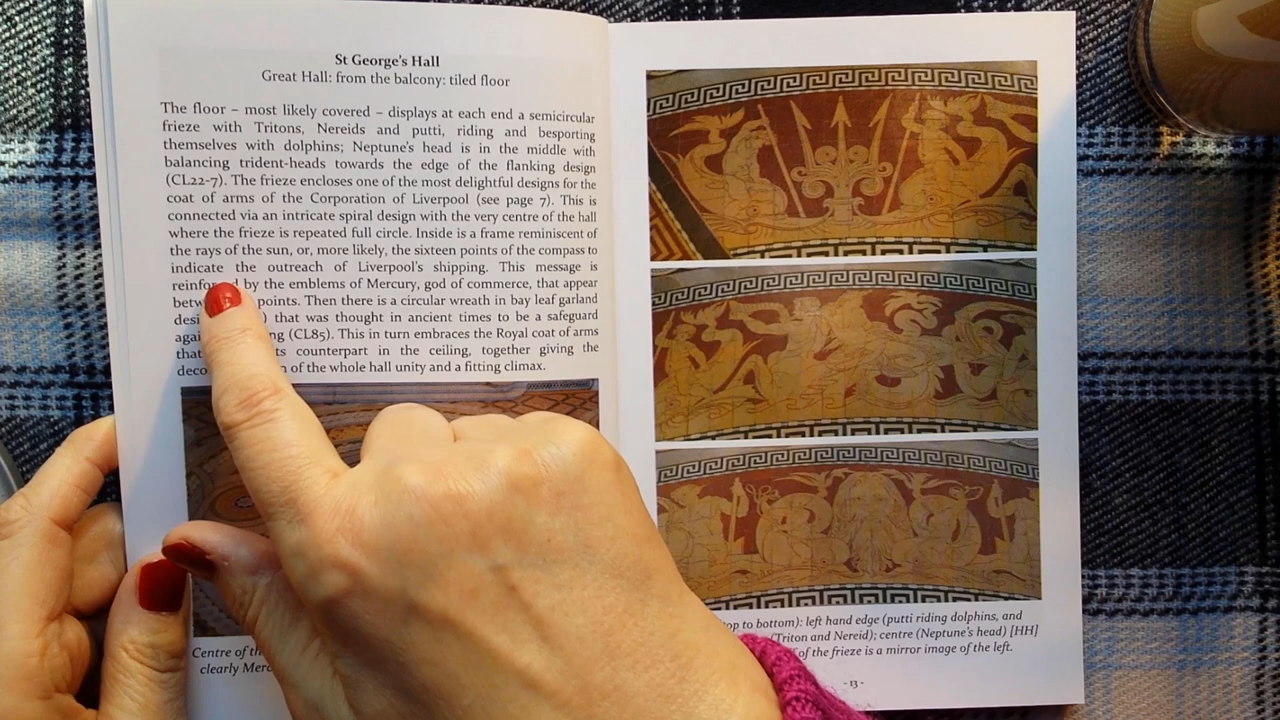 St George's Hall
Great Hall: from the balcony: tiled floor
The floor – most likely covered – displays at each end a semicircular
frieze with Tritons, Nereids and putti, riding and besporting
themselves with dolphins; Neptune's head is in the middle with
balancing trident-heads towards the edge of the flanking design
(CL22-7). The frieze encloses one of the most delightful designs for the
coat of arms of the Corporation of Liverpool (see page 7). This is
connected via an intricate spiral design with the very centre of the hall
where the frieze is repeated full circle. Inside is a frame reminiscent of
the rays of the sun, or, more likely, the sixteen points of the compass to
indicate the outreach of Liverpool's shipping. This message is
by the emblems of Mercury, god of commerce, that appear
points. Then there is a circular wreath in bay leaf garland
) that was thought in ancient times to be a safeguard
(CL85). This in turn embraces the Royal coat of arms
that counterpart in the ceiling, together giving the
of the whole hall unity and a fitting climax.
Centre of
clearly
top to bottom): left hand edge (putti riding dolphins, and
(Triton and Nereid); centre (Neptune's head) [HH]
of the frieze is a mirror image of the left.
- 13 -